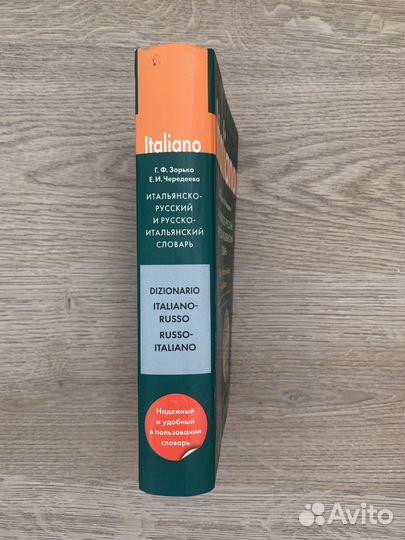 Italiano
Г. Ф. Зорько
Е. И. Чередеева
ИТАЛЬЯНСКО-
РУССКИЙ
И РУССКО-
ИТАЛЬЯНСКИЙ
СЛОВАРЬ
DIZIONARIO
ITALIANO-
RUSSO
RUSSO-
ITALIANO
Надежный
и удобный
в пользовании
словарь
Avito